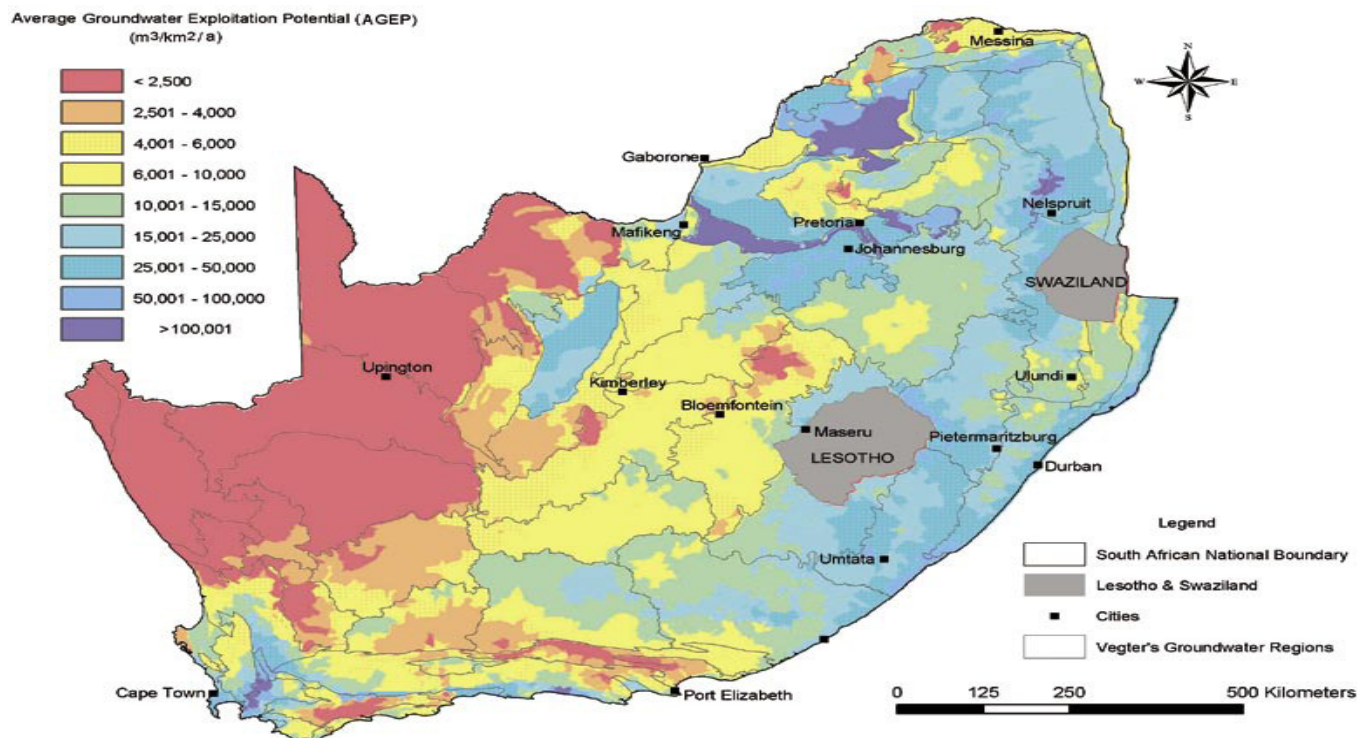 Average Groundwater Exploitation Potential (AGEP)
(m3/km2/a)
< 2,500
2,501 - 4,000
4,001 - 6,000
6,001 - 10,000
10,001 - 15,000
15,001 - 25,000
25,001 - 50,000
50,001 - 100,000
>100,001
Messina
N
W E
S
Gaborone
Nelspruit
Mafikeng
Pretoria
Johannesburg
SWAZILAND
Upington
Kimberley
Ulundi
Bloemfontein
Maseru
LESOTHO
Pietermaritzburg
Durban
Umtata
Cape Town
Port Elizabeth
Legend
South African National Boundary
Lesotho & Swaziland
Cities
Vegter's Groundwater Regions
0 125 250 500 Kilometers